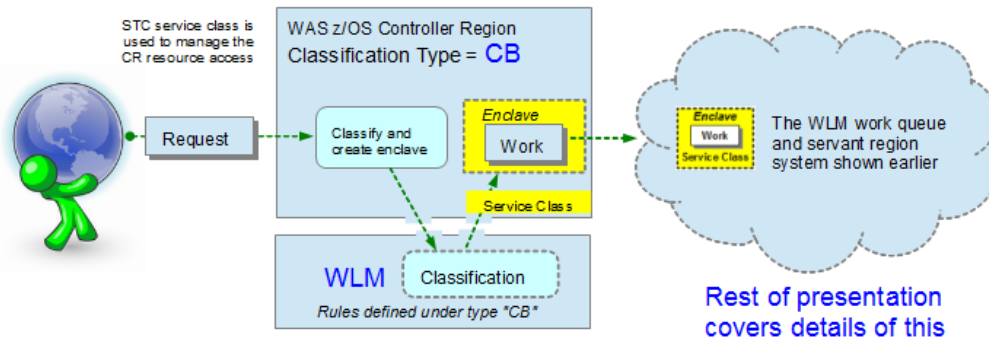 STC service class is
used to manage the
CR resource access
WAS z/OS Controller Region
Classification Type = CB
Request
Classify and
create enclave
Enclave
Work
Service Class
WLM
Classification
Rules defined under type "CB"
Enclave
Work
Service Class
The WLM work queue
and servant region
system shown earlier
Rest of presentation
covers details of this